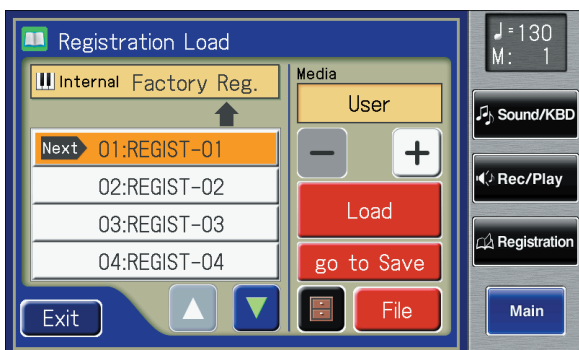 Registration Load
♩=130
M: 1
Internal Factory Reg.
Media
User
Next 01:REGIST-01
02:REGIST-02
03:REGIST-03
04:REGIST-04
− +
Load
go to Save
File
Exit
Sound/KBD
Rec/Play
Registration
Main